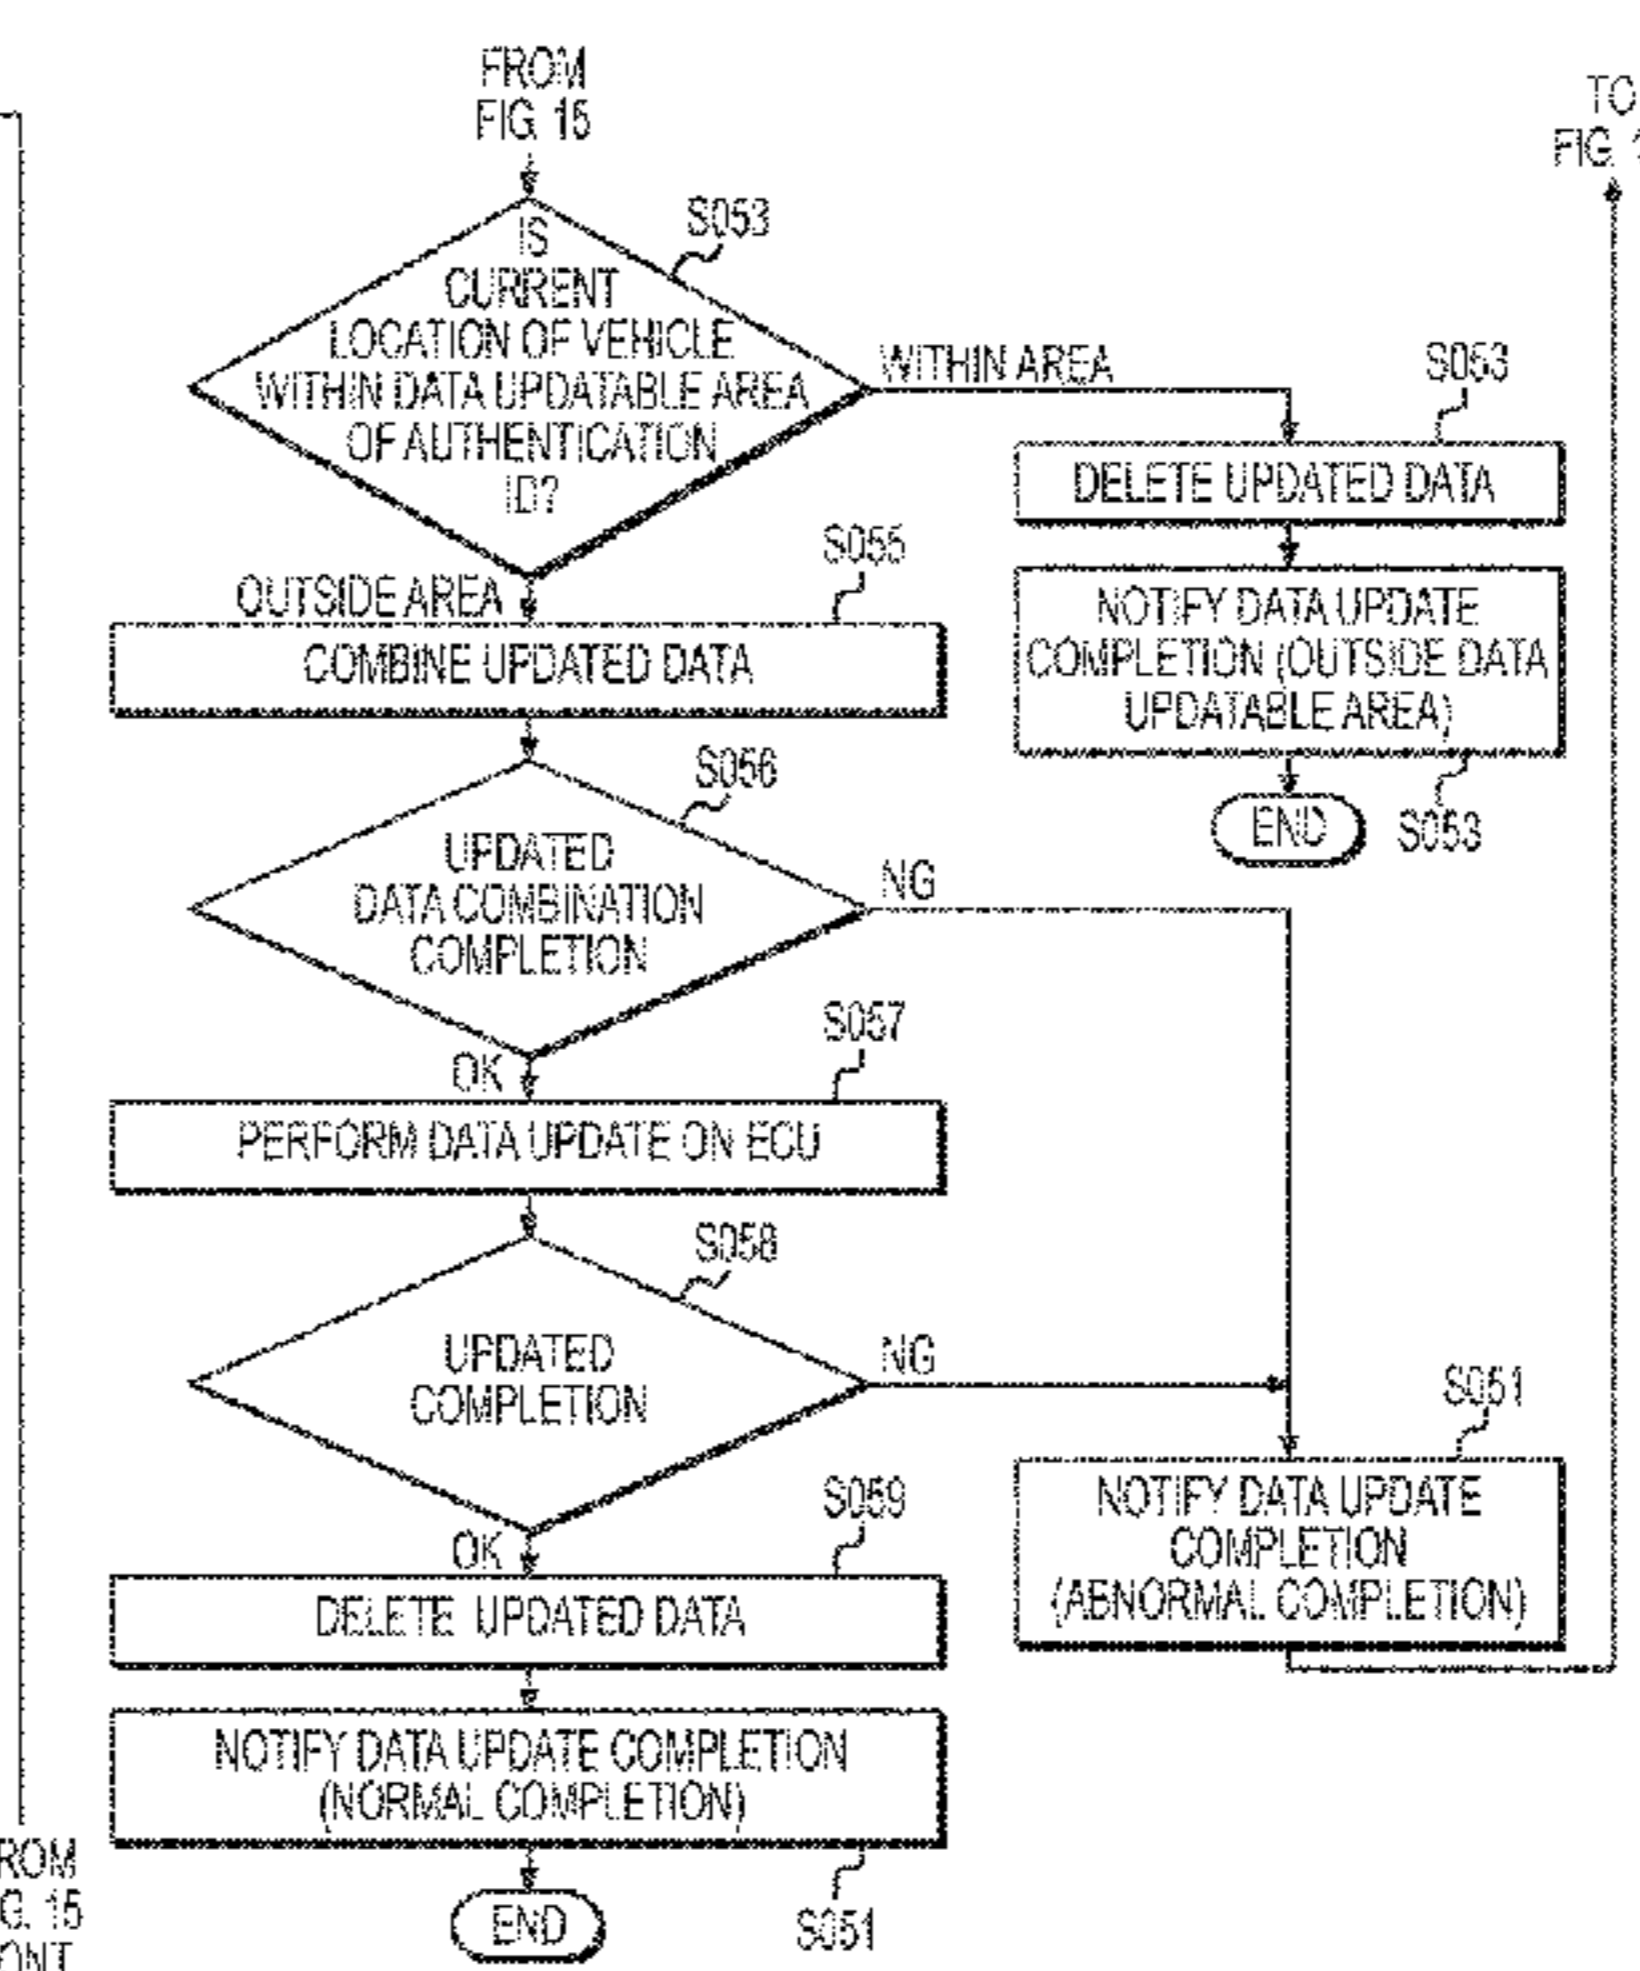 FROM
FIG. 15
TO
FIG.
IS
CURRENT
LOCATION OF VEHICLE
WITHIN DATA UPDATABLE AREA
OF AUTHENTICATION
ID?
S053
WITHIN AREA
S053
DELETE UPDATED DATA
NOTIFY DATA UPDATE
COMPLETION (OUTSIDE DATA
UPDATABLE AREA)
END
S053
OUTSIDE AREA
S055
COMBINE UPDATED DATA
S056
UPDATED
DATA COMBINATION
COMPLETION
NG
OK
S057
PERFORM DATA UPDATE ON ECU
S058
UPDATED
COMPLETION
NG
S051
NOTIFY DATA UPDATE
COMPLETION
(ABNORMAL COMPLETION)
OK
S059
DELETE UPDATED DATA
NOTIFY DATA UPDATE COMPLETION
(NORMAL COMPLETION)
END
S051
ROM
G. 15
ONT